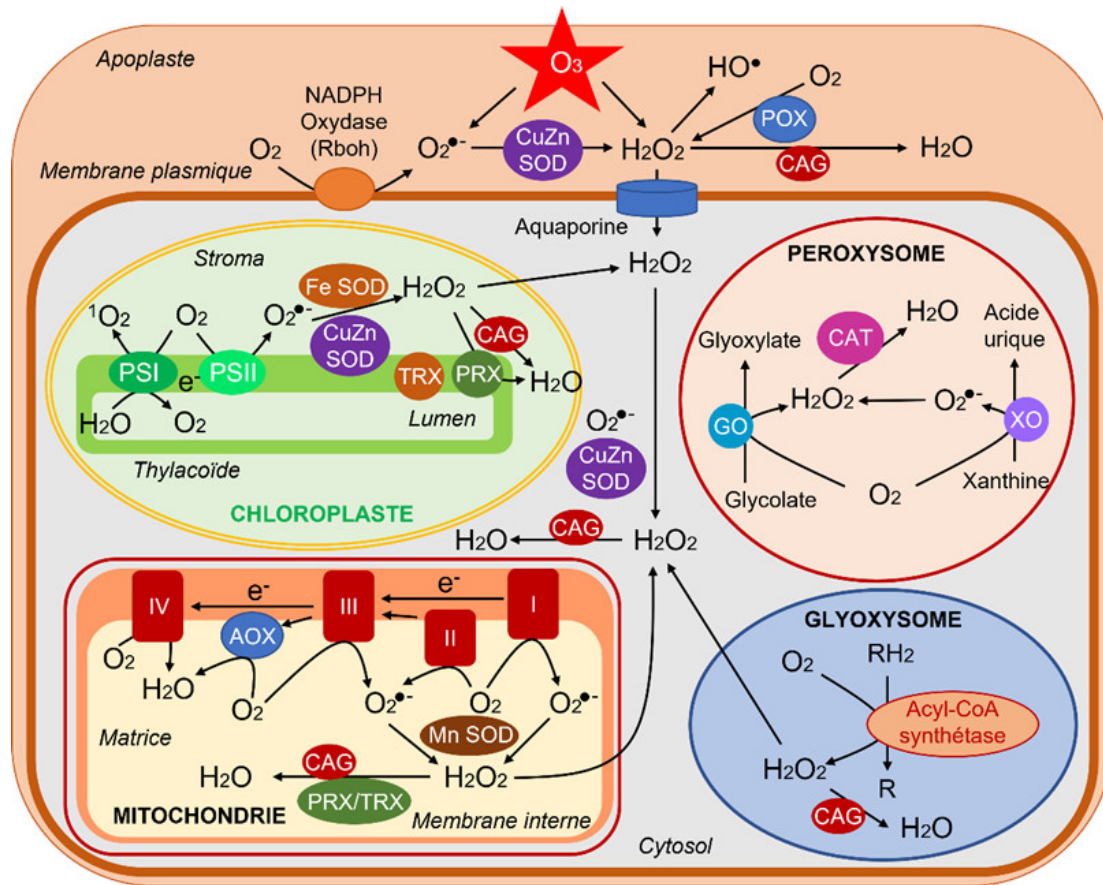 Apoplaste
O3
HO•
O2
NADPH
Oxydase
(Rboh)
POX
O2
O2•-
CuZn
SOD
H2O2
CAG
H2O
Membrane plasmique
Aquaporine
H2O2
Stroma
Fe SOD
H2O2
1O2
O2
O2•-
CuZn
SOD
CAG
PSI
e-
PSII
TRX
PRX
H2O
H2O
O2
Lumen
Thylacoïde
CHLOROPLASTE
PEROXYSOME
H2O
Acide
urique
Glyoxylate
CAT
H2O2
O2•-
GO
XO
Glycolate
O2
Xanthine
O2•-
CuZn
SOD
H2O
CAG
H2O2
IV
e-
III
e-
I
AOX
II
O2
H2O
O2
O2•-
O2
O2•-
Matrice
Mn SOD
H2O
CAG
H2O2
PRX/TRX
MITOCHONDRIE
Membrane interne
GLYOXYSOME
O2
RH2
Acyl-CoA
synthétase
H2O2
R
CAG
H2O
Cytosol